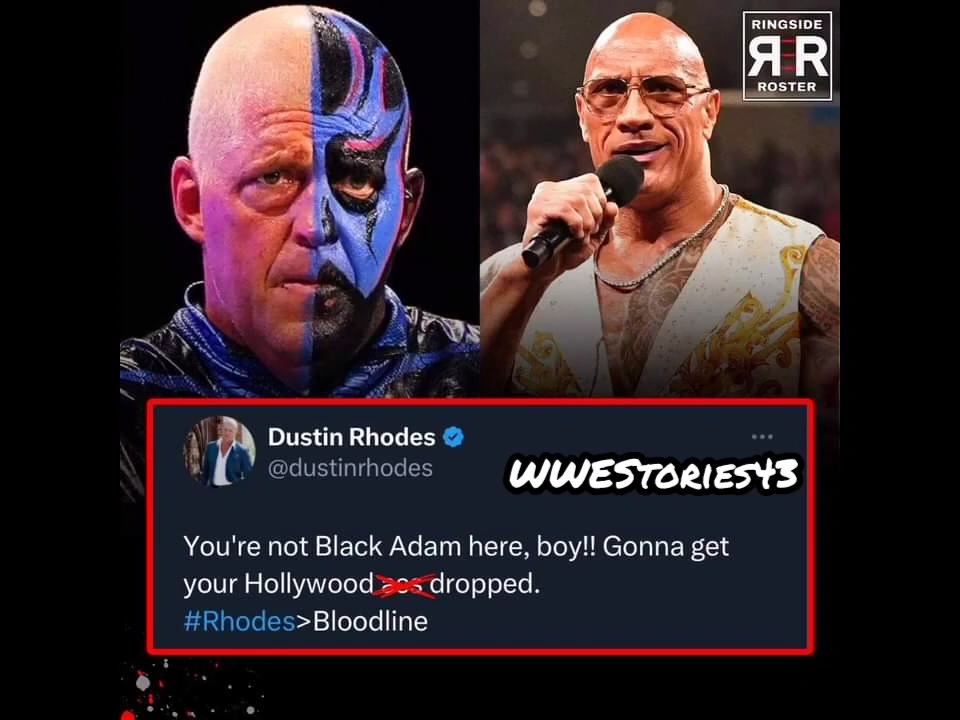 RINGSIDE
RR
ROSTER
Dustin Rhodes
@dustinrhodes
WWEStories43
You're not Black Adam here, boy!! Gonna get
your Hollywood ass dropped.
#Rhodes>Bloodline